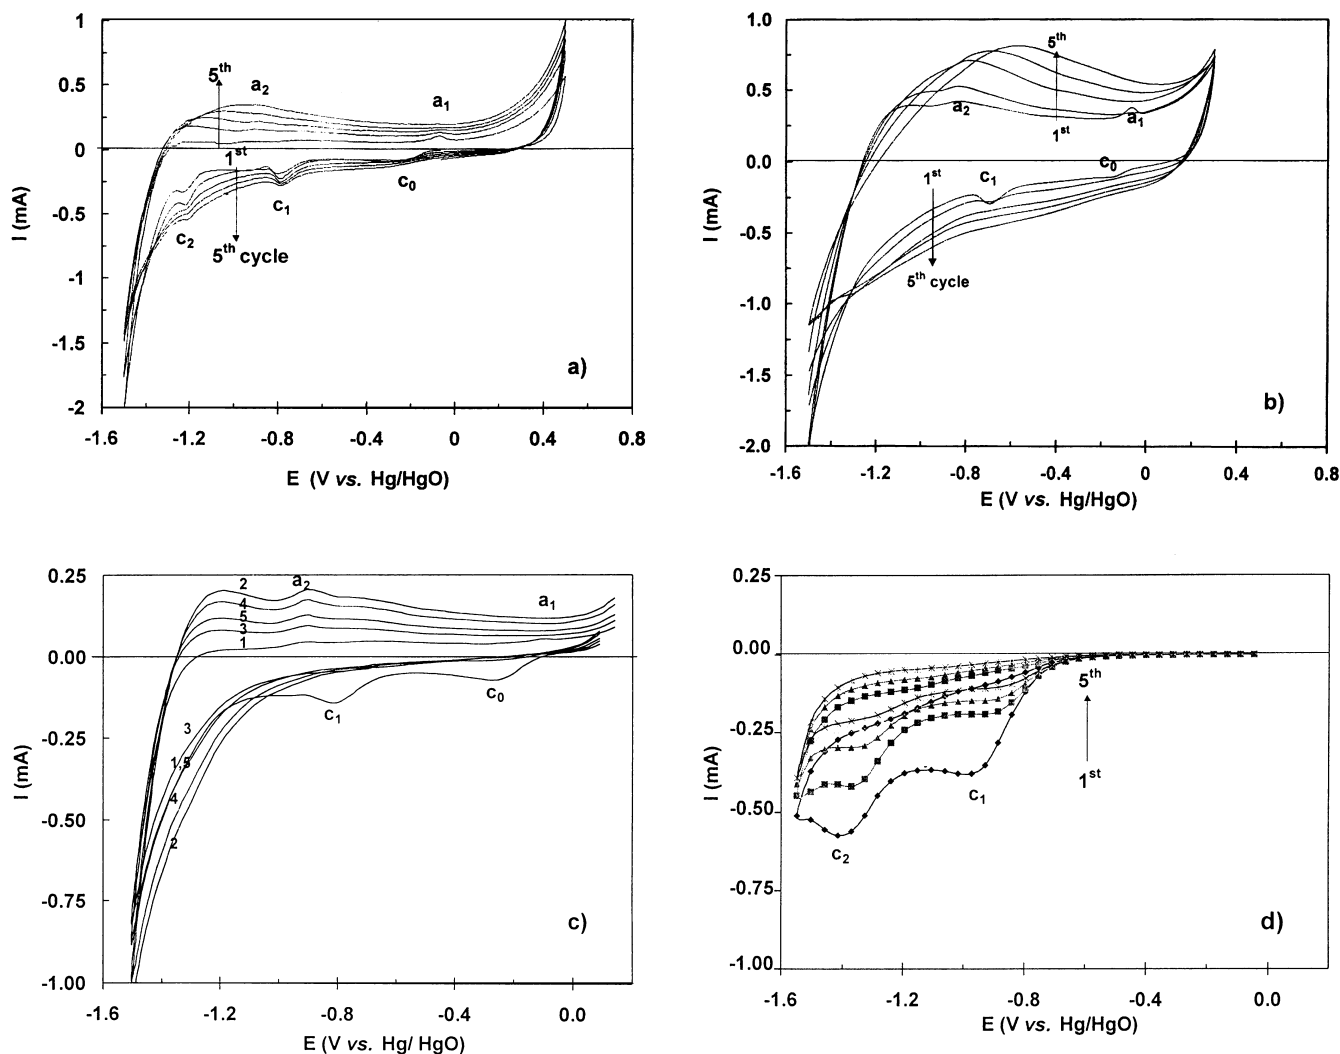 1
0.5
0
-0.5
-1
-1.5
-2
I (mA)
5th
a2
a1
1st
c0
c1
c2
5th cycle
a)
-1.6 -1.2 -0.8 -0.4 0 0.4 0.8
E (V vs. Hg/HgO)
1.0
0.5
0.0
-0.5
-1.0
-1.5
-2.0
I (mA)
5th
a2
1st
a1
c0
1st
c1
5th cycle
b)
-1.6 -1.2 -0.8 -0.4 0 0.4 0.8
E (V vs. Hg/HgO)
0.25
0.00
-0.25
-0.50
-0.75
-1.00
I (mA)
2
a2
4
5
3
1
a1
c1
c0
3
1,5
4
2
c)
-1.6 -1.2 -0.8 -0.4 0.0
E (V vs. Hg/ HgO)
0.25
0.00
-0.25
-0.50
-0.75
-1.00
I (mA)
5th
1st
c1
c2
d)
-1.6 -1.2 -0.8 -0.4 0.0
E (V vs. Hg/HgO)